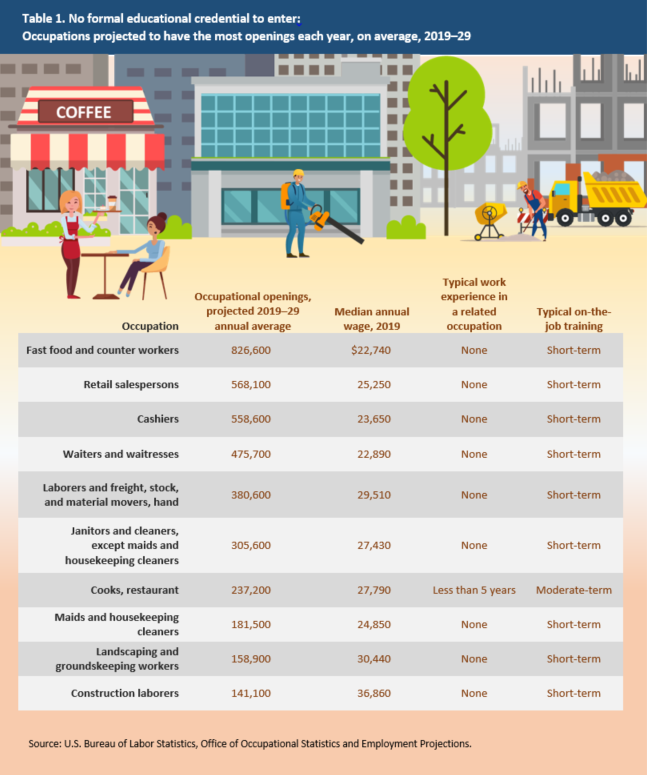 Table 1. No formal educational credential to enter:
Occupations projected to have the most openings each year, on average, 2019–29
COFFEE
Occupation
Occupational openings,
projected 2019–29
annual average
Median annual
wage, 2019
Typical work
experience in
a related
occupation
Typical on-the-
job training
Fast food and counter workers 826,600 $22,740 None Short-term
Retail salespersons 568,100 25,250 None Short-term
Cashiers 558,600 23,650 None Short-term
Waiters and waitresses 475,700 22,890 None Short-term
Laborers and freight, stock,
and material movers, hand 380,600 29,510 None Short-term
Janitors and cleaners,
except maids and
housekeeping cleaners 305,600 27,430 None Short-term
Cooks, restaurant 237,200 27,790 Less than 5 years Moderate-term
Maids and housekeeping
cleaners 181,500 24,850 None Short-term
Landscaping and
groundskeeping workers 158,900 30,440 None Short-term
Construction laborers 141,100 36,860 None Short-term
Source: U.S. Bureau of Labor Statistics, Office of Occupational Statistics and Employment Projections.